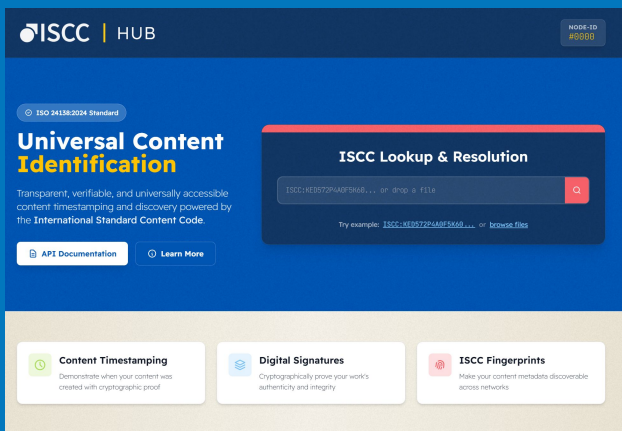 ISCC | HUB
NODE-ID
#0000
ISO 24138:2024 Standard
Universal Content
Identification
Transparent, verifiable, and universally accessible
content timestamping and discovery powered by
the International Standard Content Code.
API Documentation
Learn More
ISCC Lookup & Resolution
ISCC:KED572P4AOF5K60... or drop a file
Try example: ISCC:KED572P4AOF5K60... or browse files
Content Timestamping
Demonstrate when your content was
created with cryptographic proof
Digital Signatures
Cryptographically prove your work's
authenticity and integrity
ISCC Fingerprints
Make your content metadata discoverable
across networks